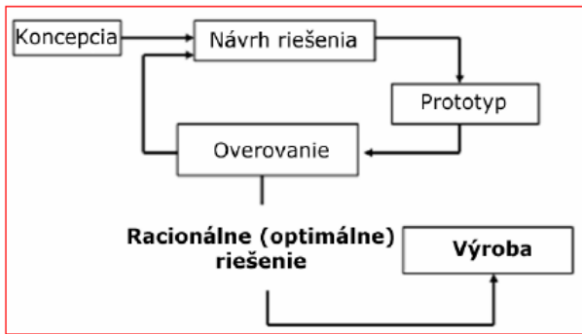 Koncepcia
Návrh riešenia
Prototyp
Overovanie
Racionálne (optimálne)
riešenie
Výroba